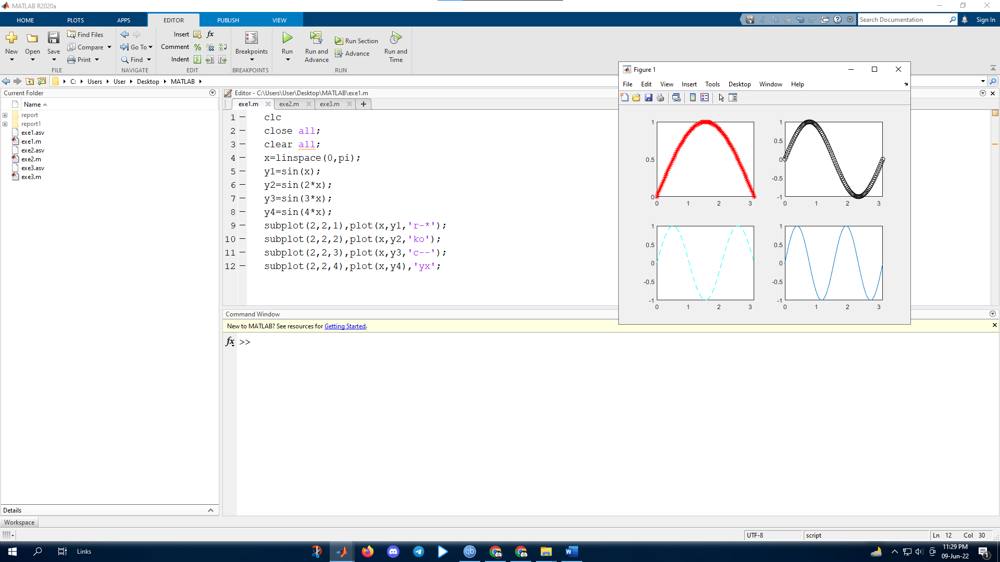 MATLAB R2020a
HOME PLOTS APPS EDITOR PUBLISH VIEW
Search Documentation
Sign In
New
Open
Save
Find Files
Compare
Print
FILE
Go To
Find
NAVIGATE
Insert fx
Comment
Indent
EDIT
Breakpoints
BREAKPOINTS
Run
Run and Advance
Run Section
Advance
Run and Time
RUN
C: Users User Desktop MATLAB
Current Folder
Name
report
report1
exe1.asv
exe1.m
exe2.asv
exe2.m
exe3.asv
exe3.m
Details
Workspace
Editor - C:\Users\User\Desktop\MATLAB\exe1.m
exe1.m exe2.m exe3.m +
1 clc
2 close all;
3 clear all;
4 x=linspace(0,pi);
5 y1=sin(x);
6 y2=sin(2*x);
7 y3=sin(3*x);
8 y4=sin(4*x);
9 subplot(2,2,1),plot(x,y1,'r-*');
10 subplot(2,2,2),plot(x,y2,'ko');
11 subplot(2,2,3),plot(x,y3,'c--');
12 subplot(2,2,4),plot(x,y4),'yx';
Command Window
New to MATLAB? See resources for Getting Started.
fx >>
Figure 1
File Edit View Insert Tools Desktop Window Help
1
0.5
0
0 1 2 3
1
0.5
0
-0.5
-1
0 1 2 3
1
0.5
0
-0.5
-1
0 1 2 3
1
0.5
0
-0.5
-1
0 1 2 3
UTF-8
script
Ln 12 Col 30
Links
qb
W
11:29 PM
09-Jun-22
1